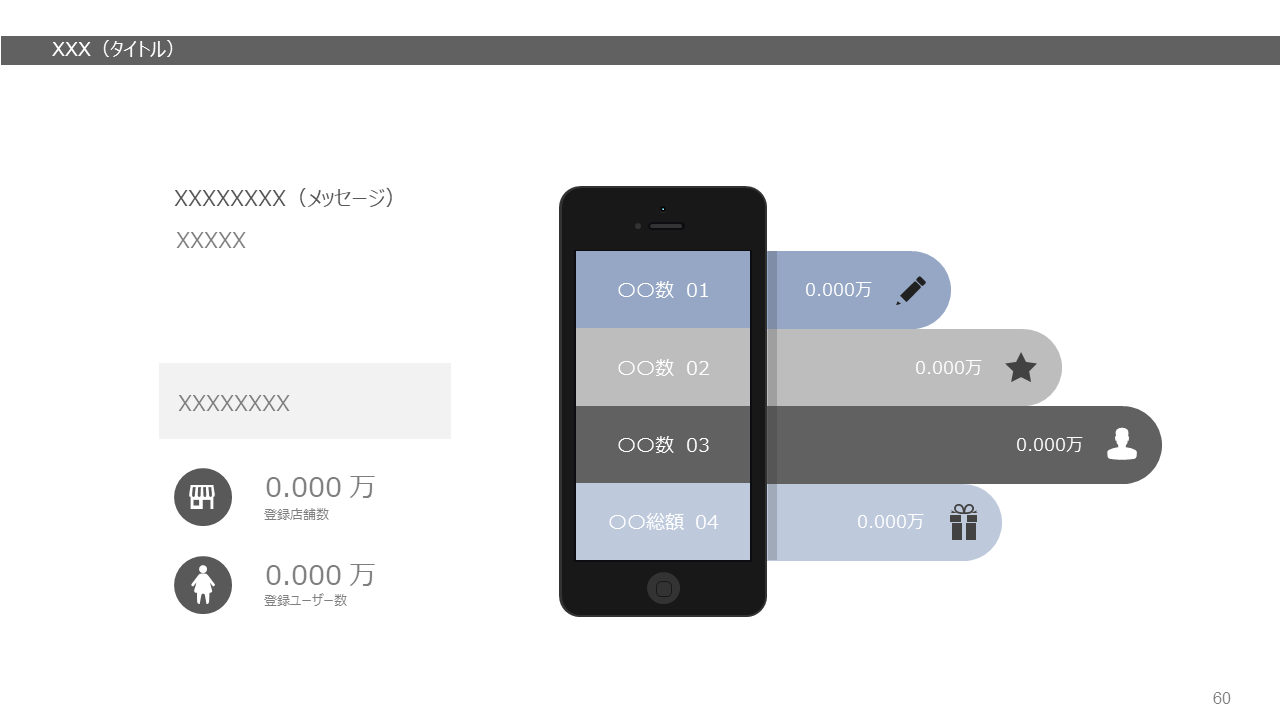 XXX（タイトル）
XXXXXXXX（メッセージ）
XXXXX
XXXXXXXX
0.000 万
登録店舗数
0.000 万
登録ユーザー数
〇〇数 01
0.000万
〇〇数 02
0.000万
〇〇数 03
0.000万
〇〇総額 04
0.000万
60